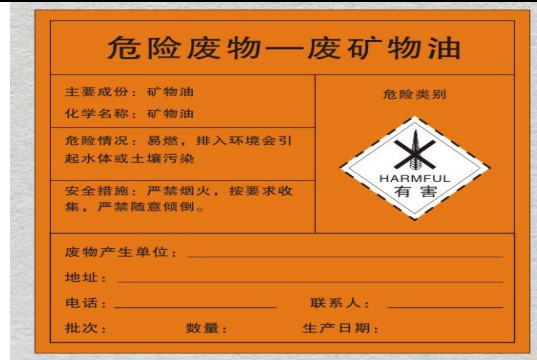 危险废物—废矿物油
主要成份：矿物油
化学名称：矿物油
危险情况：易燃，排入环境会引
起水体或土壤污染
安全措施：严禁烟火，按要求收
集，严禁随意倾倒。
危险类别
HARMFUL
有害
废物产生单位：
地址：
电话： 联系人：
批次： 数量： 生产日期：